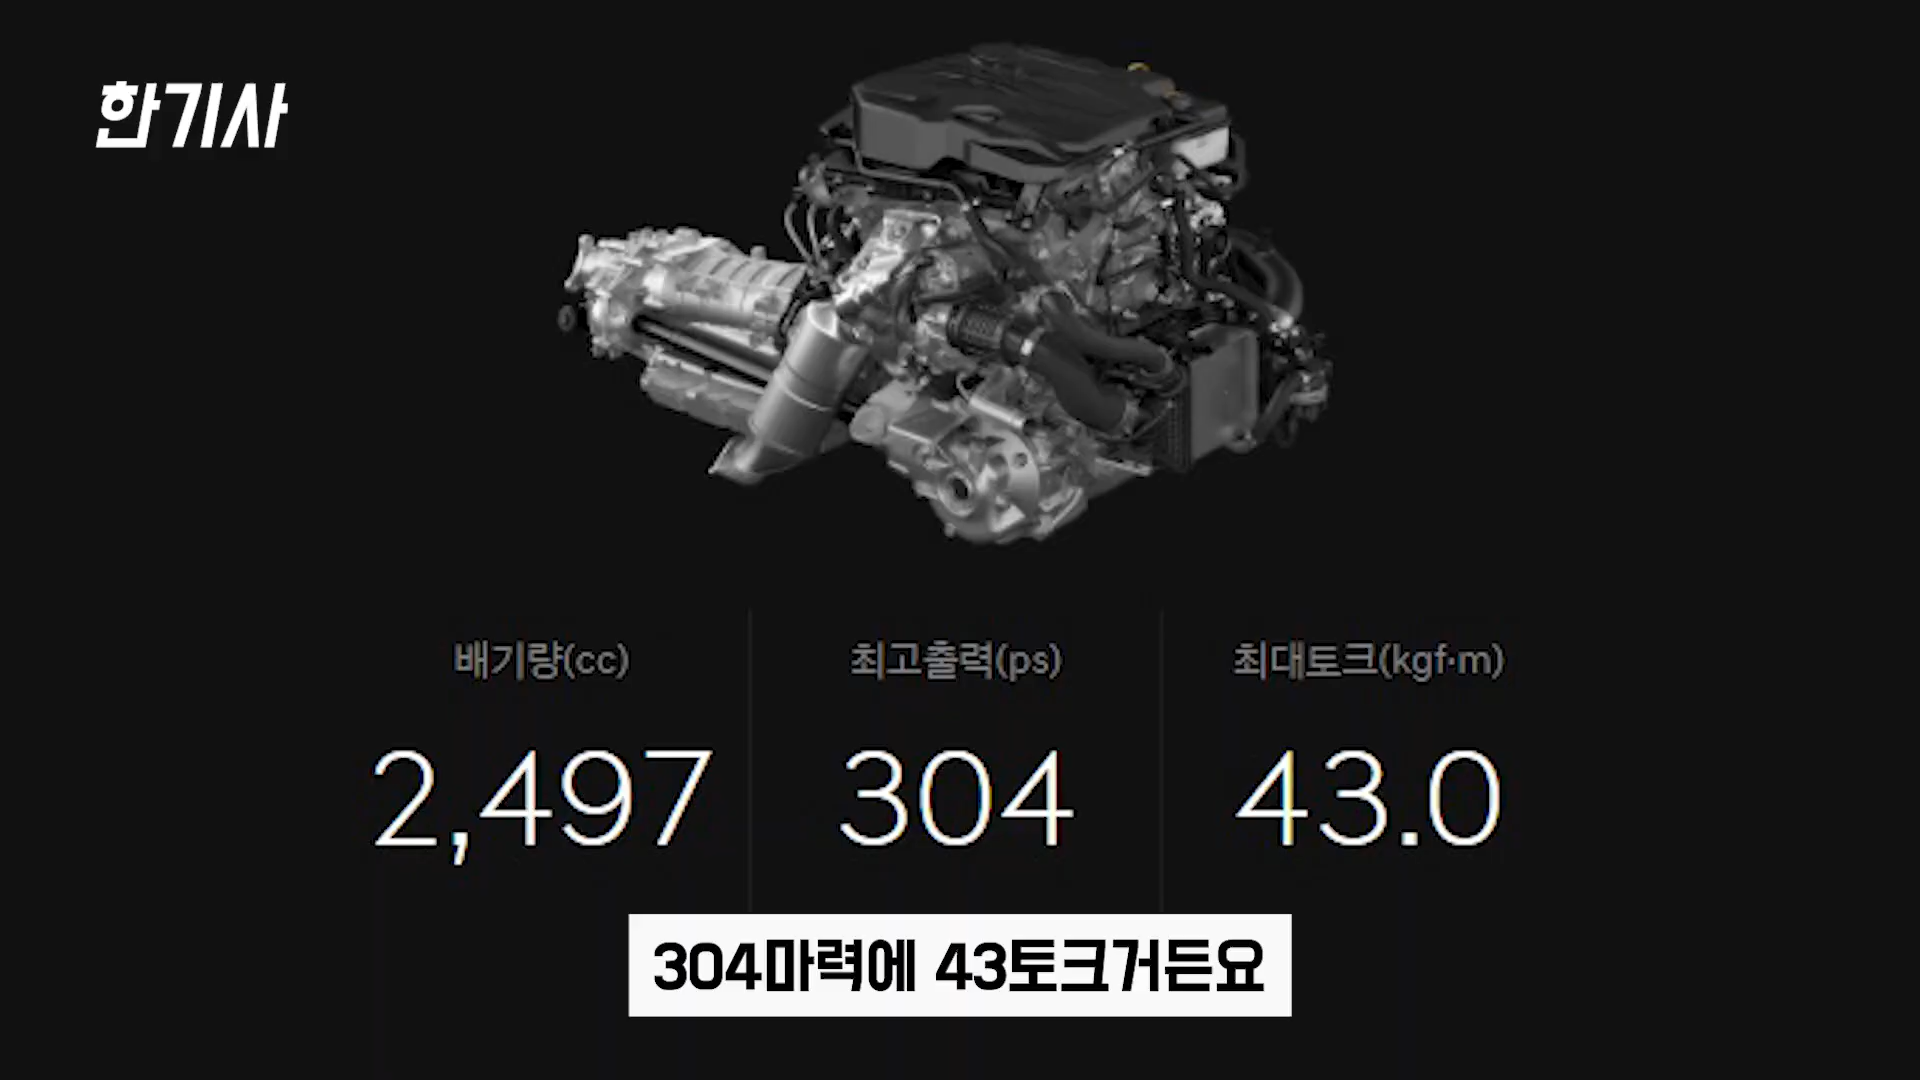 한기사
배기량(cc)
최고출력(ps)
최대토크(kgf·m)
2,497
304
43.0
304마력에 43토크거든요